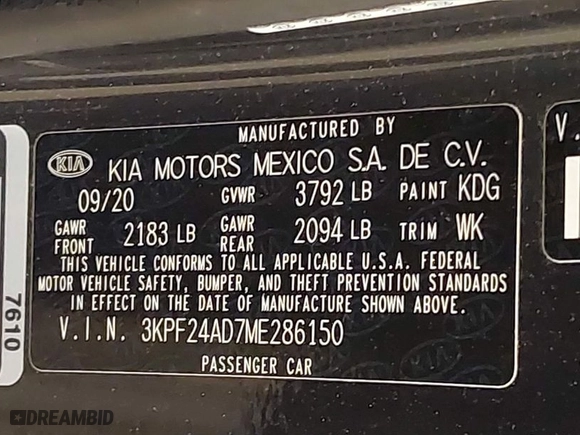 MANUFACTURED BY
KIA KIA MOTORS MEXICO S.A. DE C.V.
09/20 GVWR 3792 LB PAINT KDG
GAWR FRONT 2183 LB GAWR REAR 2094 LB TRIM WK
THIS VEHICLE CONFORMS TO ALL APPLICABLE U.S.A. FEDERAL
MOTOR VEHICLE SAFETY, BUMPER, AND THEFT PREVENTION STANDARDS
IN EFFECT ON THE DATE OF MANUFACTURE SHOWN ABOVE.
V.I.N. 3KPF24AD7ME286150
PASSENGER CAR
7610
V.
DREAMBID